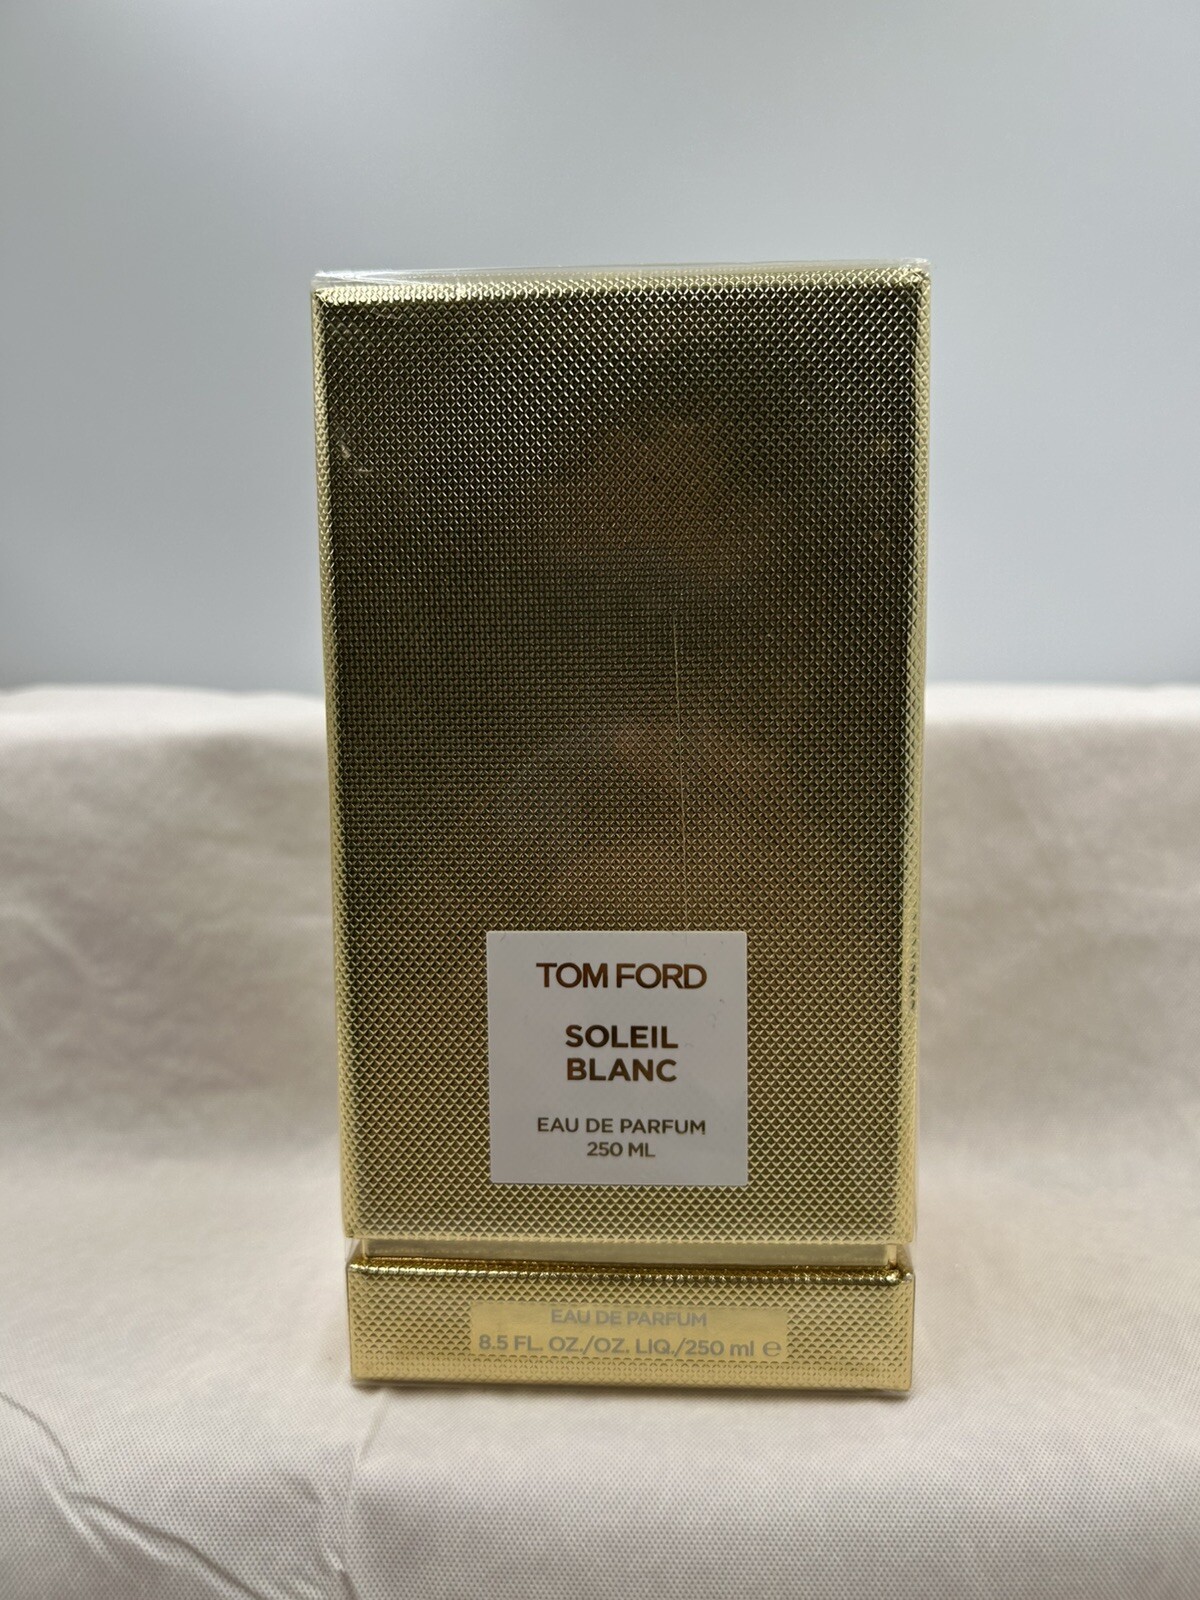 TOM FORD
SOLEIL
BLANC
EAU DE PARFUM
250 ML
EAU DE PARFUM
8.5 FL. OZ./OZ. LIQ./250 ml ℮